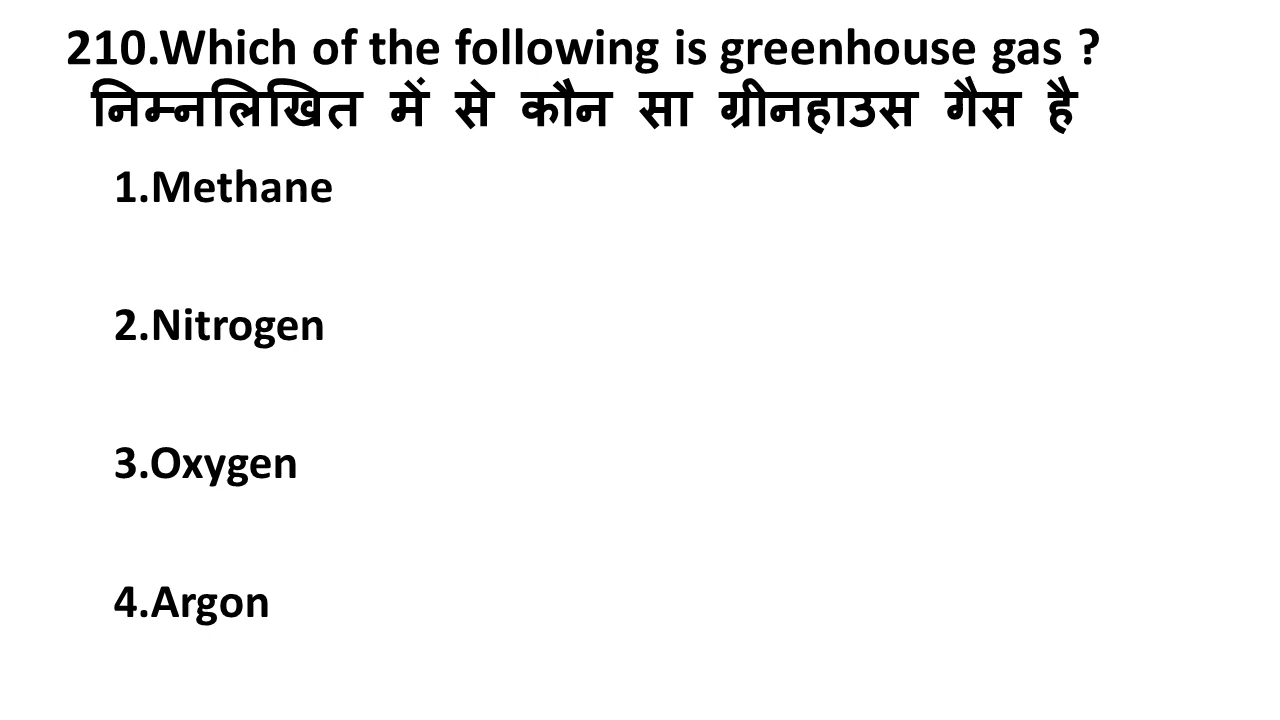 210.Which of the following is greenhouse gas ?
निम्नलिखित में से कौन सा ग्रीनहाउस गैस है
1.Methane
2.Nitrogen
3.Oxygen
4.Argon